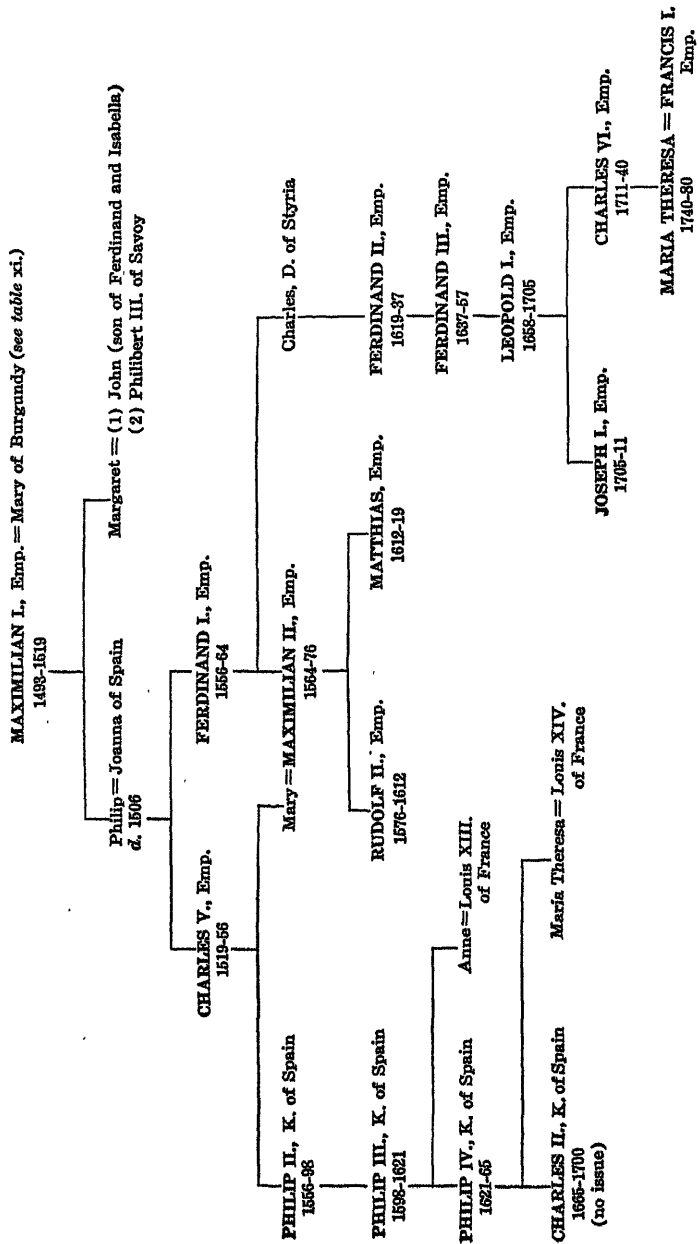 MAXIMILIAN I., Emp. = Mary of Burgundy (see table xi.)
1493-1519
Philip = Joanna of Spain
d. 1506
Margaret = (1) John (son of Ferdinand and Isabella)
(2) Philibert III. of Savoy
CHARLES V., Emp.
1519-56
FERDINAND I., Emp.
1556-64
PHILIP II., K. of Spain
1556-98
Mary = MAXIMILIAN II., Emp.
1564-76
Charles, D. of Styria
PHILIP III., K. of Spain
1598-1621
RUDOLF II., Emp.
1576-1612
MATTHIAS, Emp.
1612-19
FERDINAND II., Emp.
1619-37
PHILIP IV., K. of Spain
1621-65
Anne = Louis XIII.
of France
FERDINAND III., Emp.
1637-57
CHARLES II., K. of Spain
1665-1700
(no issue)
Maria Theresa = Louis XIV.
of France
LEOPOLD I., Emp.
1658-1705
JOSEPH I., Emp.
1705-11
CHARLES VI., Emp.
1711-40
MARIA THERESA = FRANCIS I.
1740-80
Emp.